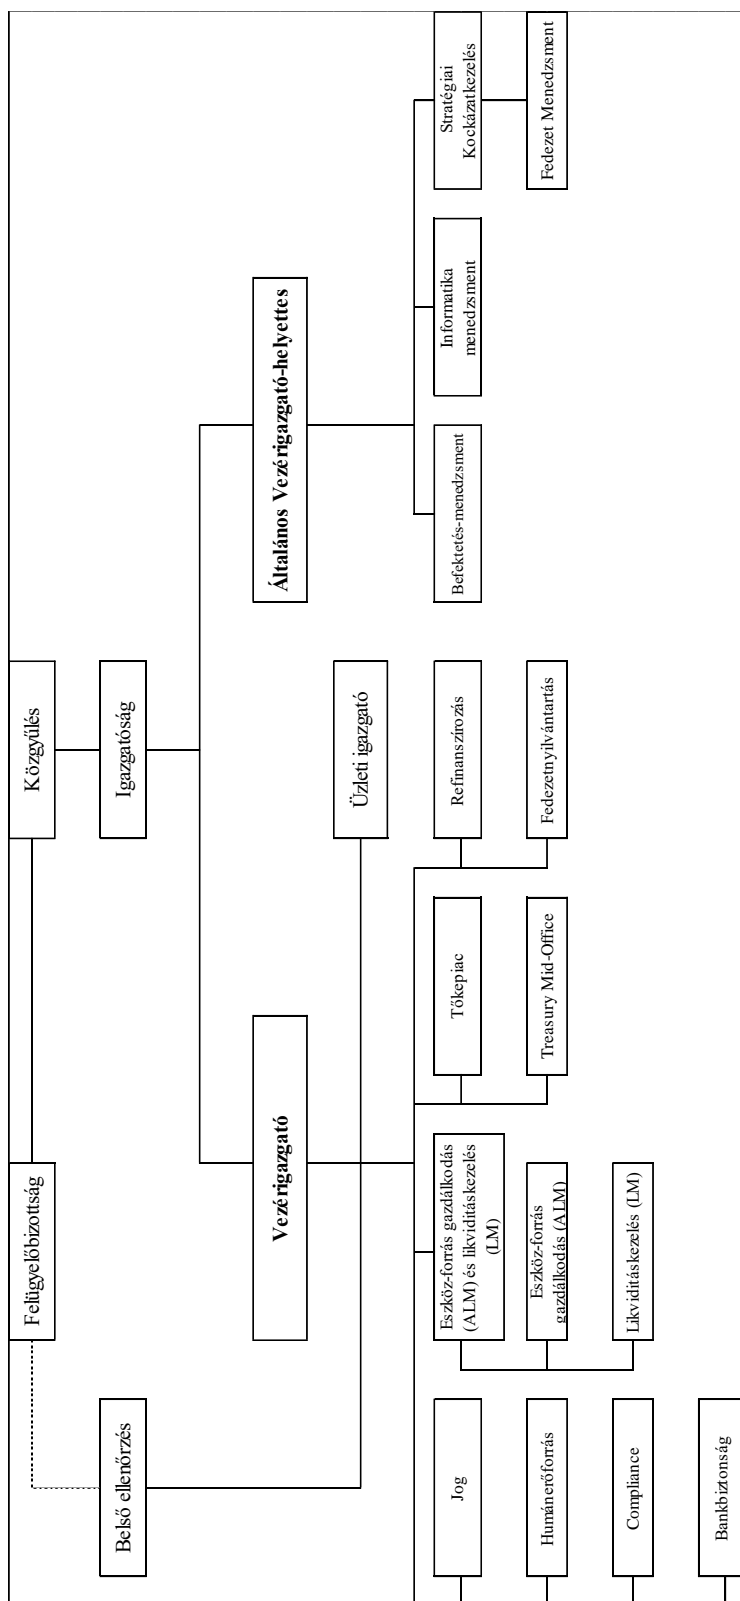 Felügyelőbizottság
Közgyűlés
Belső ellenőrzés
Igazgatóság
Vezérigazgató
Általános Vezérigazgató-helyettes
Üzleti igazgató
Jog
Eszköz-forrás gazdálkodás
(ALM) és likviditáskezelés
(LM)
Tőkepiac
Refinanszírozás
Befektetés-menedzsment
Informatika
menedzsment
Stratégiai
Kockázatkezelés
Humánerőforrás
Eszköz-forrás
gazdálkodás (ALM)
Treasury Mid-Office
Fedezetnyilvántartás
Fedezet Menedzsment
Compliance
Likviditáskezelés (LM)
Bankbiztonság